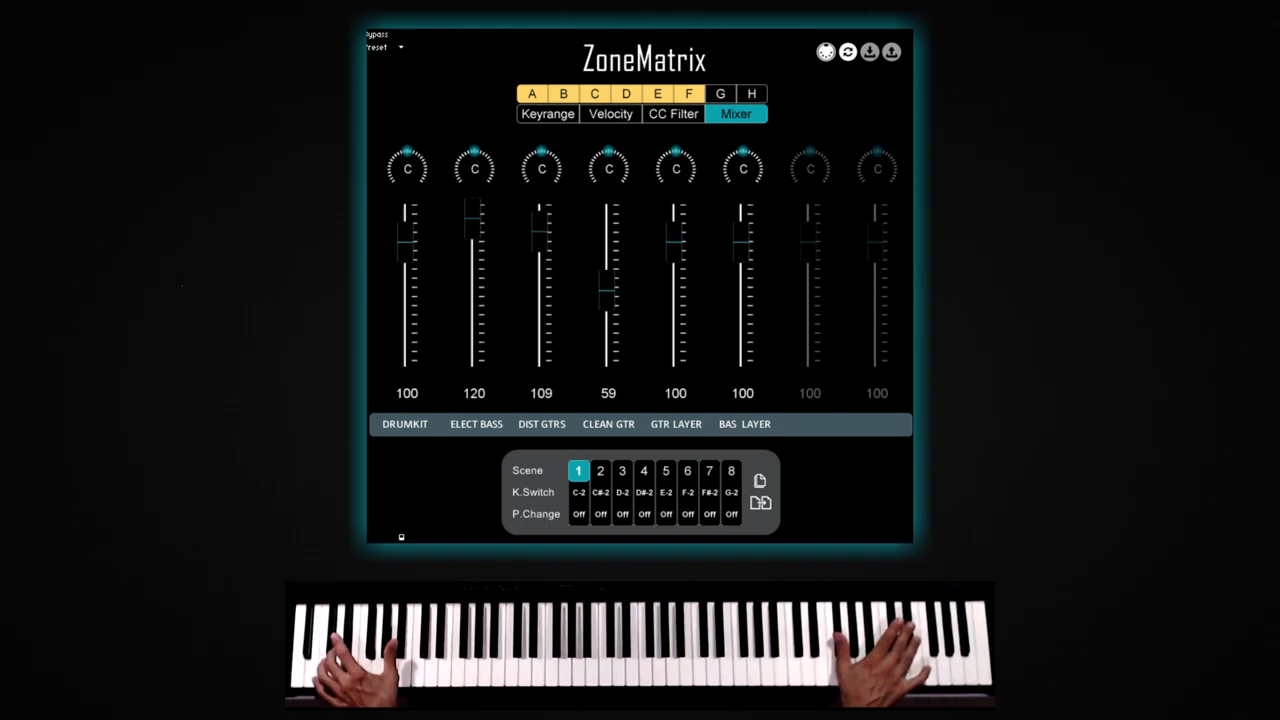 Bypass
Preset
ZoneMatrix
A B C D E F G H
Keyrange Velocity CC Filter Mixer
C C C C C C C C
100 120 109 59 100 100 100 100
DRUMKIT ELECT BASS DIST GTRS CLEAN GTR GTR LAYER BAS LAYER
Scene 1 2 3 4 5 6 7 8
K.Switch C-2 C#-2 D-2 D#-2 E-2 F-2 F#-2 G-2
P.Change Off Off Off Off Off Off Off Off